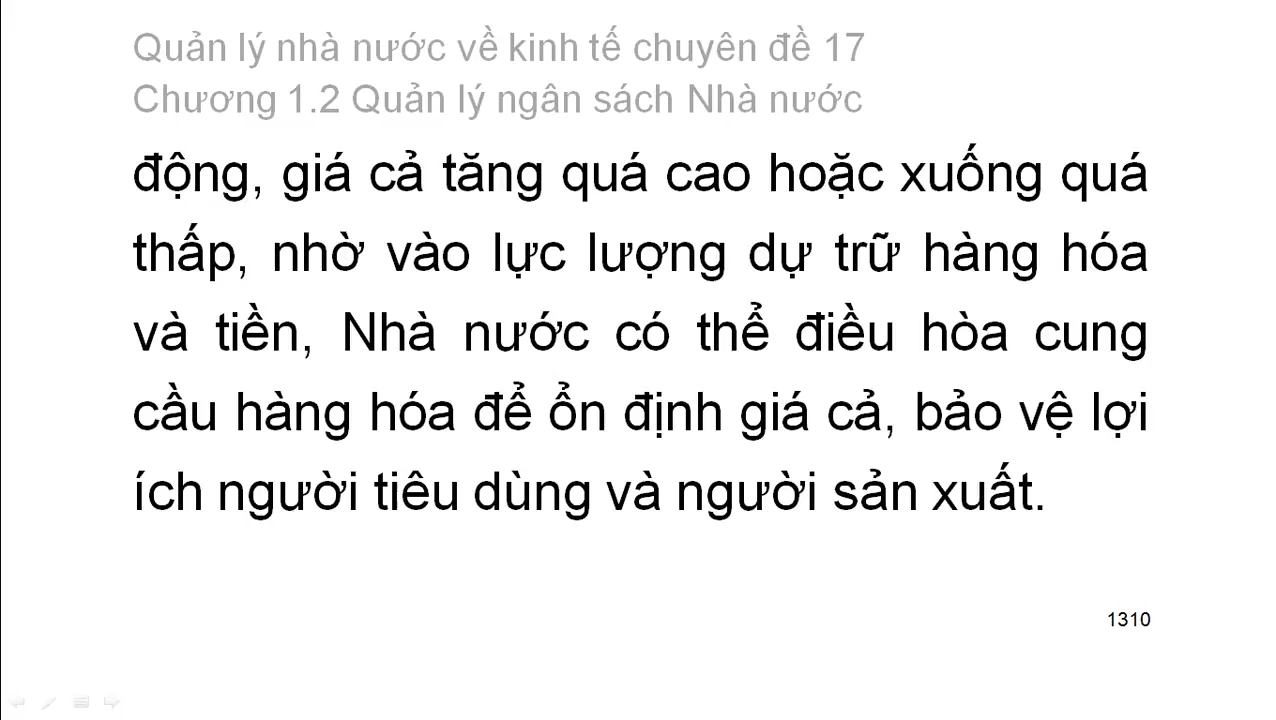 Quản lý nhà nước về kinh tế chuyên đề 17
Chương 1.2 Quản lý ngân sách Nhà nước
động, giá cả tăng quá cao hoặc xuống quá
thấp, nhờ vào lực lượng dự trữ hàng hóa
và tiền, Nhà nước có thể điều hòa cung
cầu hàng hóa để ổn định giá cả, bảo vệ lợi
ích người tiêu dùng và người sản xuất.
1310